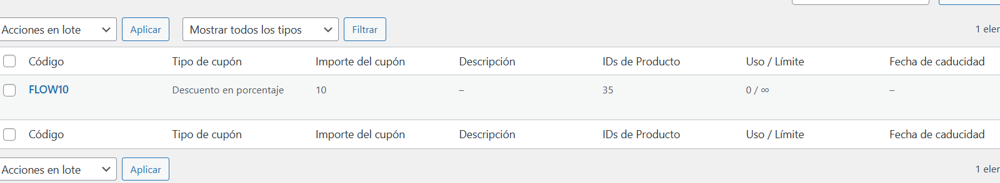 Acciones en lote Aplicar Mostrar todos los tipos Filtrar 1 eler
Código Tipo de cupón Importe del cupón Descripción IDs de Producto Uso / Límite Fecha de caducidad
FLOW10 Descuento en porcentaje 10 – 35 0 / ∞ –
Código Tipo de cupón Importe del cupón Descripción IDs de Producto Uso / Límite Fecha de caducidad
Acciones en lote Aplicar 1 eler